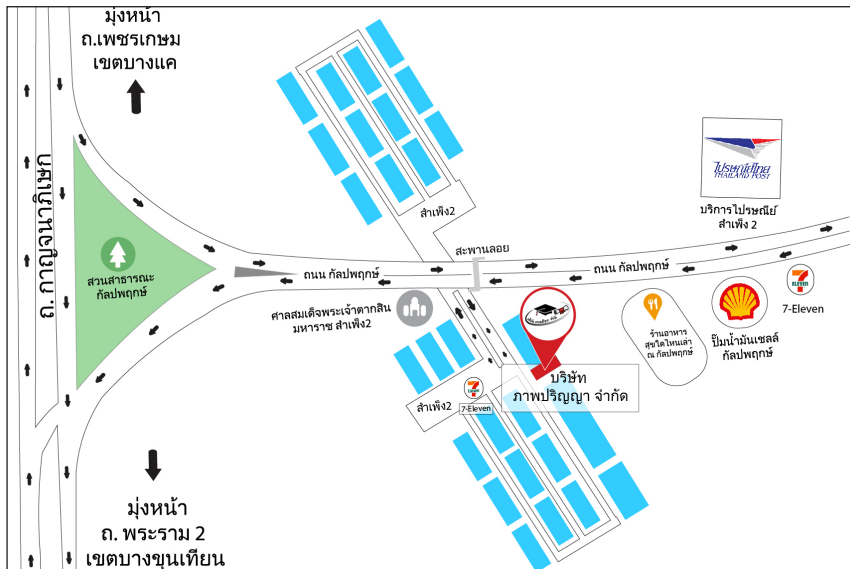 มุ่งหน้า
ถ.เพชรเกษม
เขตบางแค
ถ. กาญจนาภิเษก
สวนสาธารณะ
กัลปพฤกษ์
มุ่งหน้า
ถ. พระราม 2
เขตบางขุนเทียน
สำเพ็ง2
สะพานลอย
ถนน กัลปพฤกษ์
ถนน กัลปพฤกษ์
ไปรษณีย์ไทย
THAILAND POST
บริการไปรษณีย์
สำเพ็ง 2
ศาลสมเด็จพระเจ้าตากสิน
มหาราช สำเพ็ง2
บริษัท
ภาพปริญญา จำกัด
ร้านอาหาร
สุขใดไหนเล่า
ณ กัลปพฤกษ์
ปั๊มน้ำมันเชลล์
กัลปพฤกษ์
ELEVEN
7-Eleven
สำเพ็ง2
ELEVEN
7-Eleven